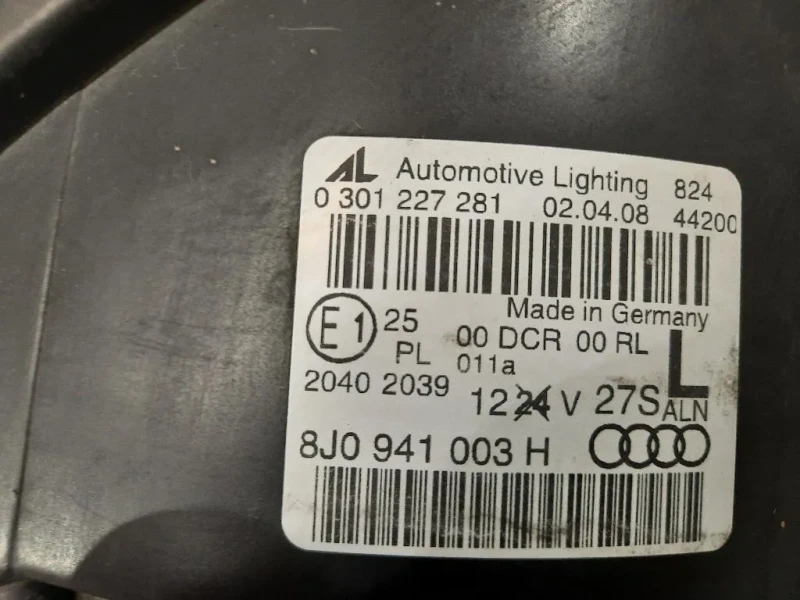 AL Automotive Lighting 824
0 301 227 281 02.04.08 44200
Made in Germany
E1 25 00 DCR 00 RL L
PL 011a
2040 2039 12 24 V 27S ALN
8J0 941 003 H